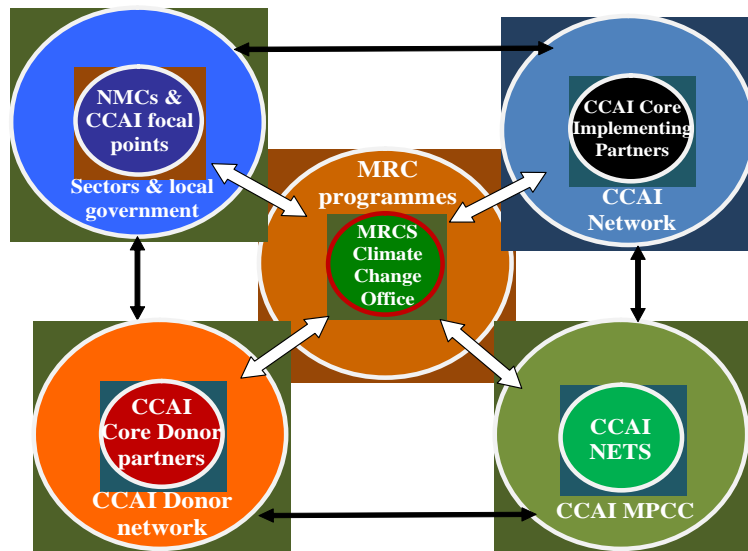 NMCs &
CCAI focal
points
Sectors & local
government
CCAI Core
Implementing
Partners
CCAI
Network
MRC
programmes
MRCS
Climate
Change
Office
CCAI
Core Donor
partners
CCAI Donor
network
CCAI
NETS
CCAI MPCC